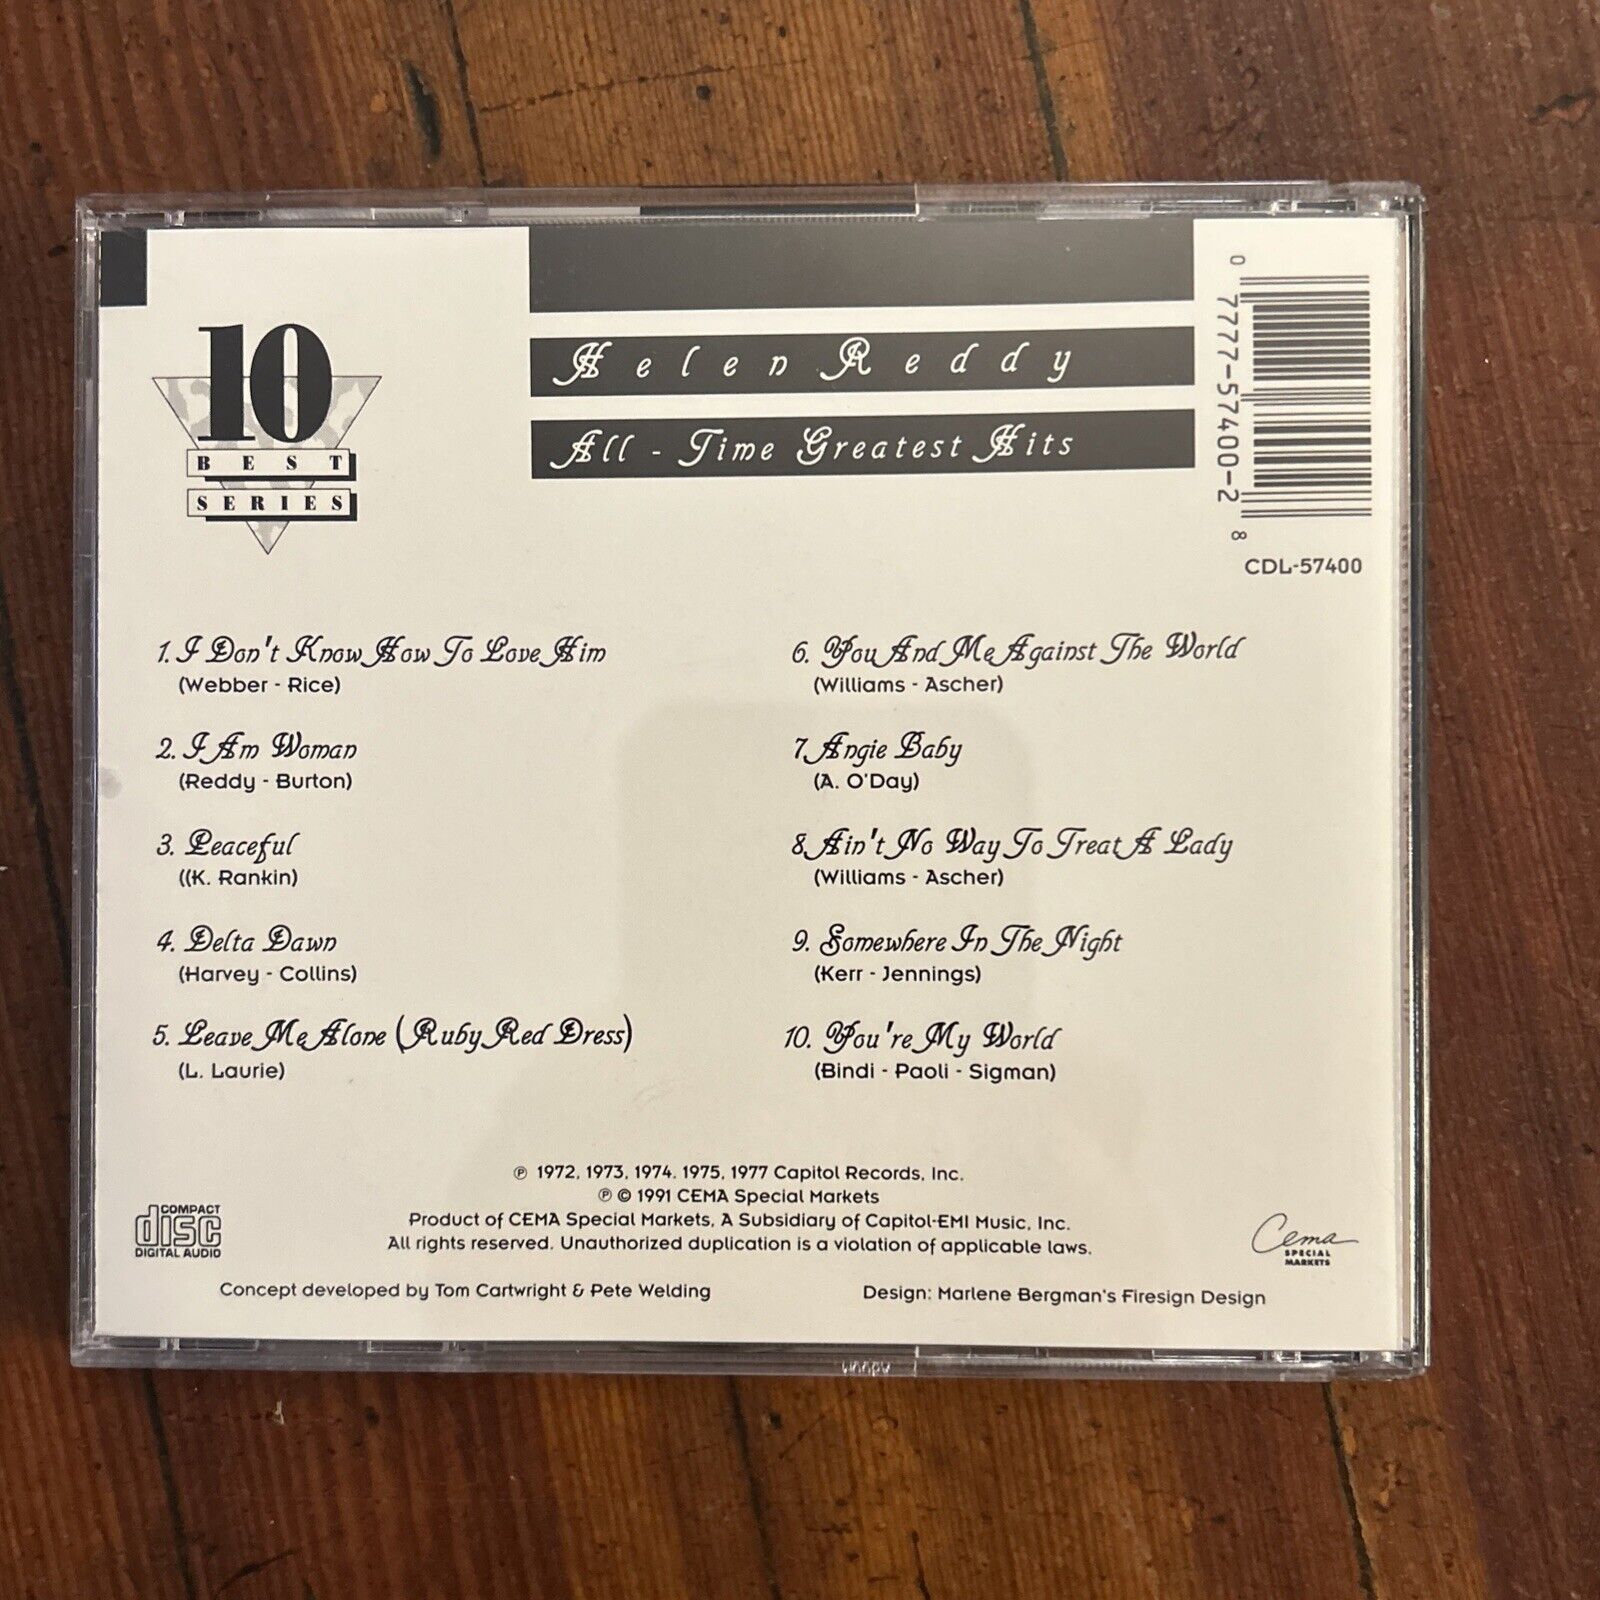 10
BEST
SERIES
Helen Reddy
All-Time Greatest Hits
0 7777-57400-2 8
CDL-57400
1. I Don't Know How To Love Him
(Webber - Rice)
2. I Am Woman
(Reddy - Burton)
3. Peaceful
((K. Rankin)
4. Delta Dawn
(Harvey - Collins)
5. Leave Me Alone (Ruby Red Dress)
(L. Laurie)
6. You And Me Against The World
(Williams - Ascher)
7. Angie Baby
(A. O'Day)
8. Ain't No Way To Treat A Lady
(Williams - Ascher)
9. Somewhere In The Night
(Kerr - Jennings)
10. You're My World
(Bindi - Paoli - Sigman)
℗ 1972, 1973, 1974, 1975, 1977 Capitol Records, Inc.
℗ © 1991 CEMA Special Markets
Product of CEMA Special Markets, A Subsidiary of Capitol-EMI Music, Inc.
All rights reserved. Unauthorized duplication is a violation of applicable laws.
COMPACT
disc
DIGITAL AUDIO
Cema
SPECIAL
MARKETS
Concept developed by Tom Cartwright & Pete Welding
Design: Marlene Bergman's Firesign Design